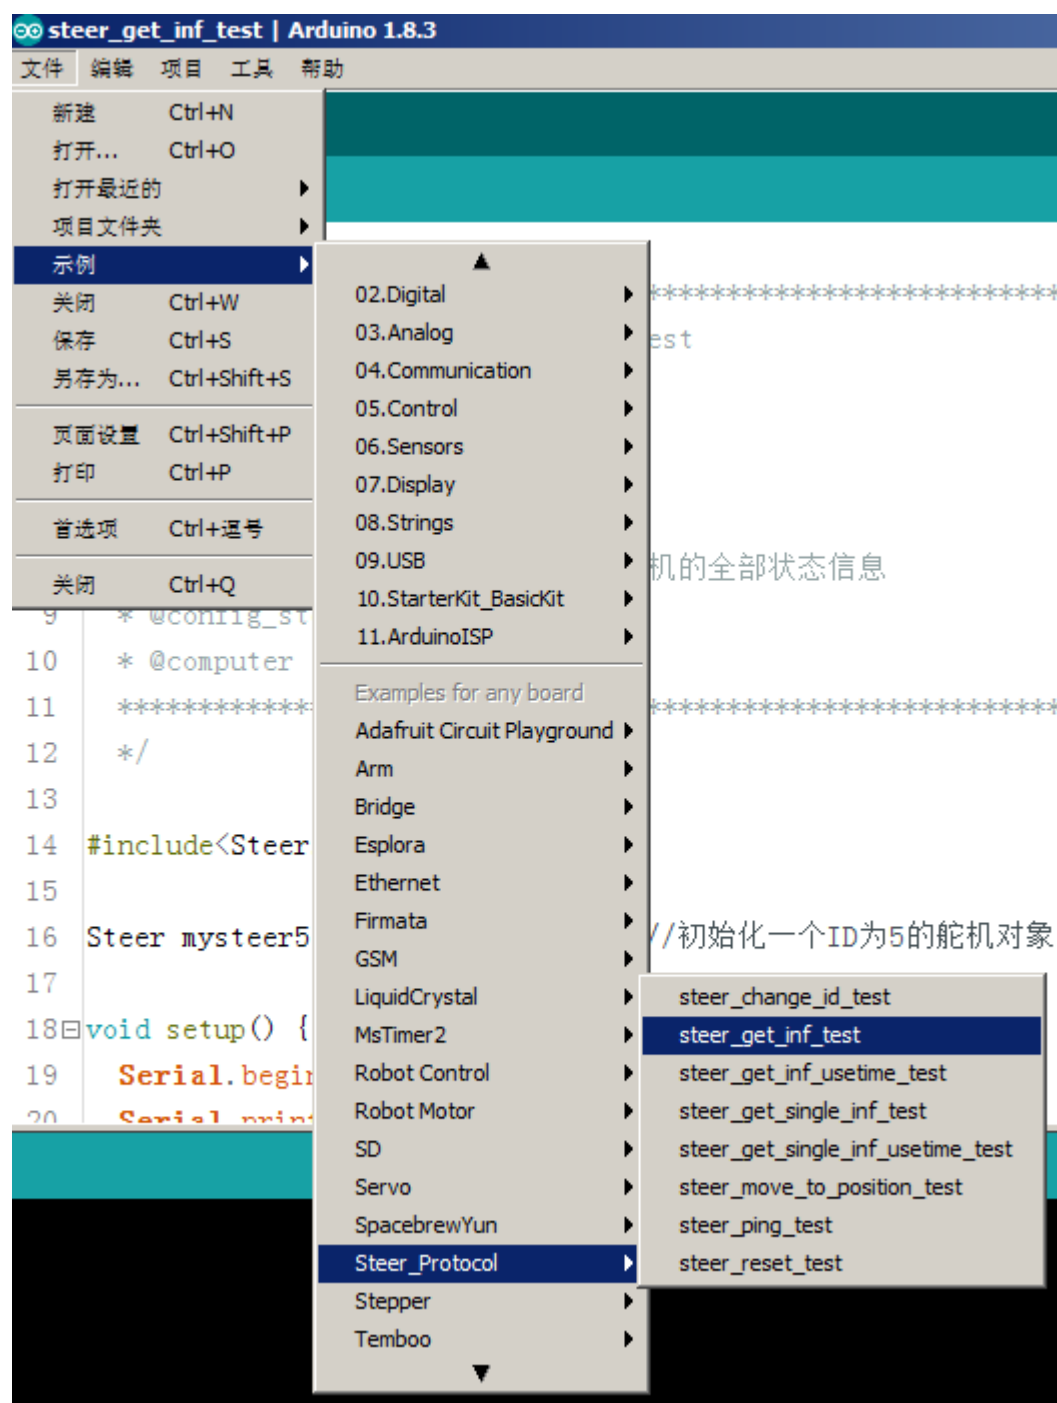 steer_get_inf_test | Arduino 1.8.3
文件 编辑 项目 工具 帮助
新建 Ctrl+N
打开... Ctrl+O
打开最近的
项目文件夹
示例
关闭 Ctrl+W
保存 Ctrl+S
另存为... Ctrl+Shift+S
页面设置 Ctrl+Shift+P
打印 Ctrl+P
首选项 Ctrl+逗号
关闭 Ctrl+Q
02.Digital
03.Analog
04.Communication
05.Control
06.Sensors
07.Display
08.Strings
09.USB
10.StarterKit_BasicKit
11.ArduinoISP
Examples for any board
Adafruit Circuit Playground
Arm
Bridge
Esplora
Ethernet
Firmata
GSM
LiquidCrystal
MsTimer2
Robot Control
Robot Motor
SD
Servo
SpacebrewYun
Steer_Protocol
Stepper
Temboo
steer_change_id_test
steer_get_inf_test
steer_get_inf_usetime_test
steer_get_single_inf_test
steer_get_single_inf_usetime_test
steer_move_to_position_test
steer_ping_test
steer_reset_test
****************************
est
机的全部状态信息
9 * @config_st
10 * @computer
11 ************* ****************************
12 */
13
14 #include<Steer
15
16 Steer mysteer5 //初始化一个ID为5的舵机对象
17
18 void setup() {
19 Serial.begin
20 Serial.print